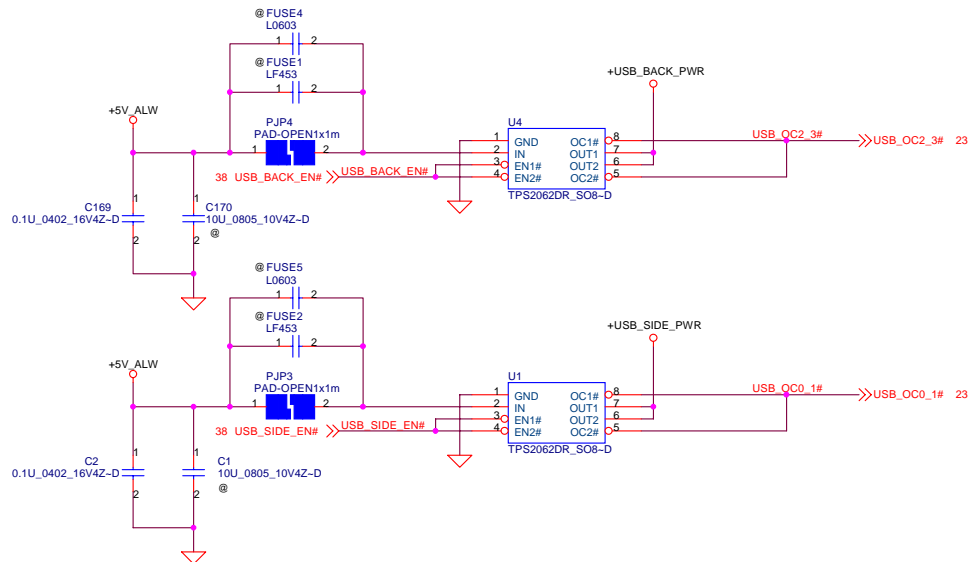 @ FUSE4
L0603
1 2
@ FUSE1
LF453
1 2
+5V_ALW
PJP4
PAD-OPEN1x1m
1 2
+USB_BACK_PWR
U4
1 GND OC1# 8
2 IN OUT1 7
3 EN1# OUT2 6
4 EN2# OC2# 5
TPS2062DR_SO8~D
USB_OC2_3#
USB_OC2_3# 23
38 USB_BACK_EN#
USB_BACK_EN#
C169
0.1U_0402_16V4Z~D
1
2
C170
10U_0805_10V4Z~D
@
1
2
@ FUSE5
L0603
1 2
@ FUSE2
LF453
1 2
+5V_ALW
PJP3
PAD-OPEN1x1m
1 2
+USB_SIDE_PWR
U1
1 GND OC1# 8
2 IN OUT1 7
3 EN1# OUT2 6
4 EN2# OC2# 5
TPS2062DR_SO8~D
USB_OC0_1#
USB_OC0_1# 23
38 USB_SIDE_EN#
USB_SIDE_EN#
C2
0.1U_0402_16V4Z~D
1
2
C1
10U_0805_10V4Z~D
@
1
2